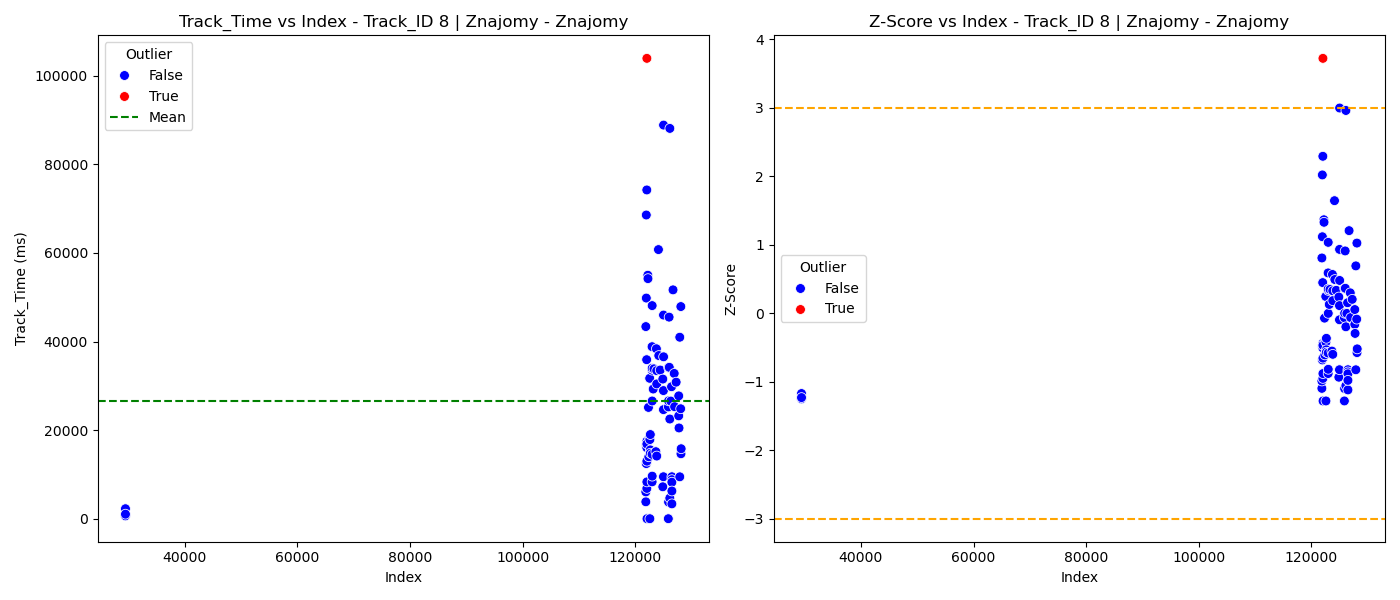 Track_Time vs Index - Track_ID 8 | Znajomy - Znajomy
Outlier
False
True
Mean
100000
80000
60000
40000
20000
0
Track_Time (ms)
40000
60000
80000
100000
120000
Index
Z-Score vs Index - Track_ID 8 | Znajomy - Znajomy
4
3
2
1
0
−1
−2
−3
Z-Score
Outlier
False
True
40000
60000
80000
100000
120000
Index